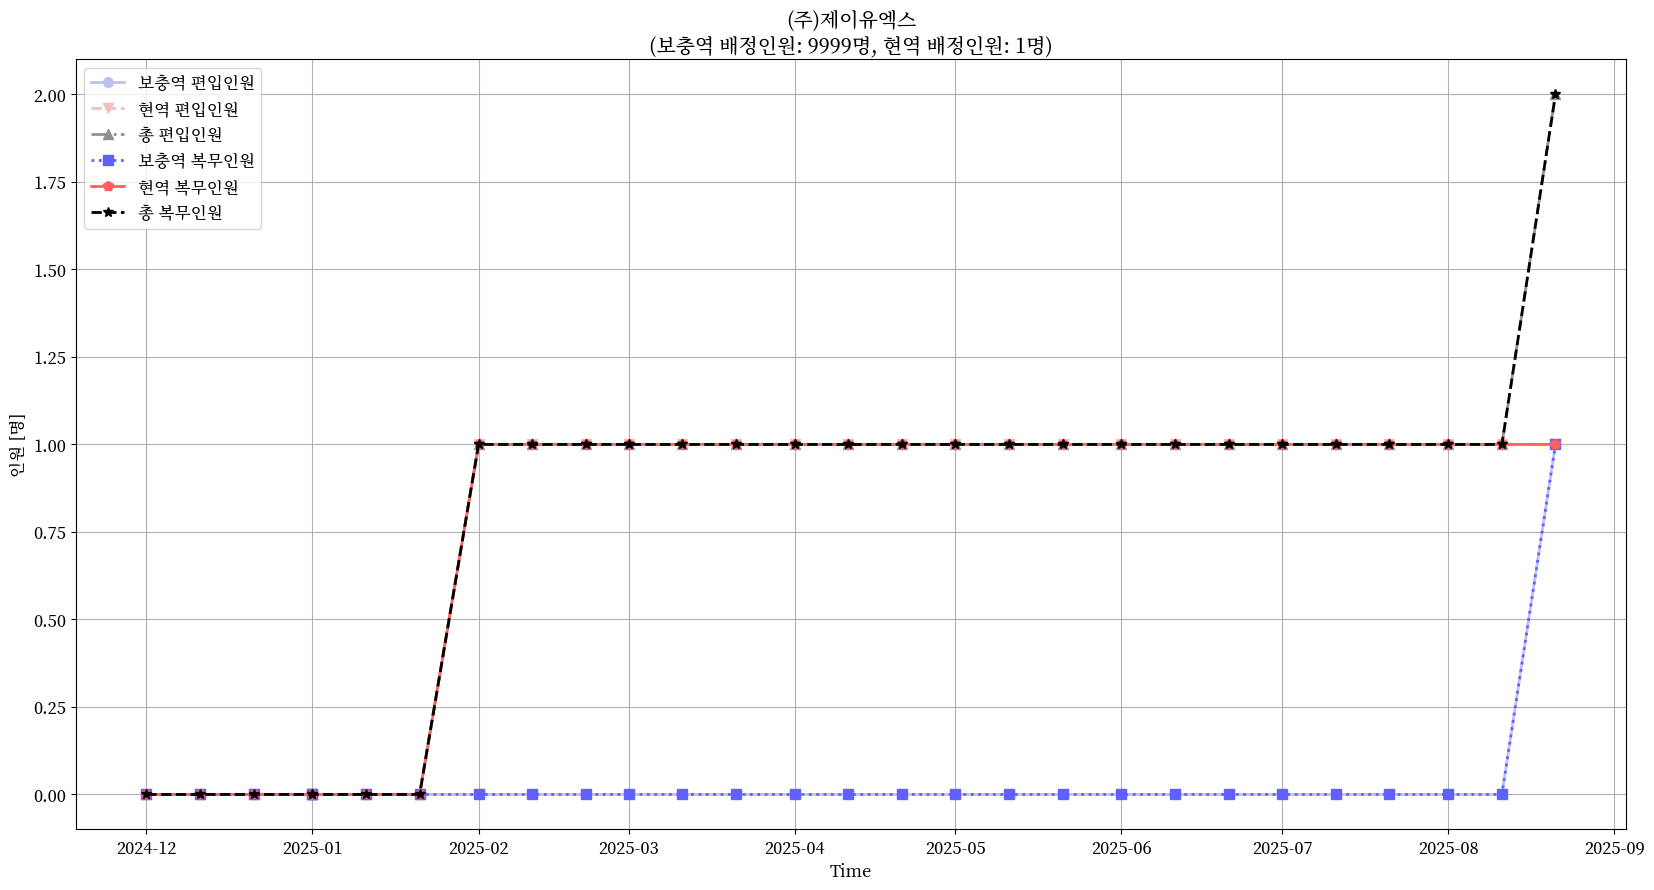 (주)제이유엑스
(보충역 배정인원: 9999명, 현역 배정인원: 1명)
보충역 편입인원
현역 편입인원
총 편입인원
보충역 복무인원
현역 복무인원
총 복무인원
2.00
1.75
1.50
1.25
1.00
0.75
0.50
0.25
0.00
인원 [명]
2024-12 2025-01 2025-02 2025-03 2025-04 2025-05 2025-06 2025-07 2025-08 2025-09
Time